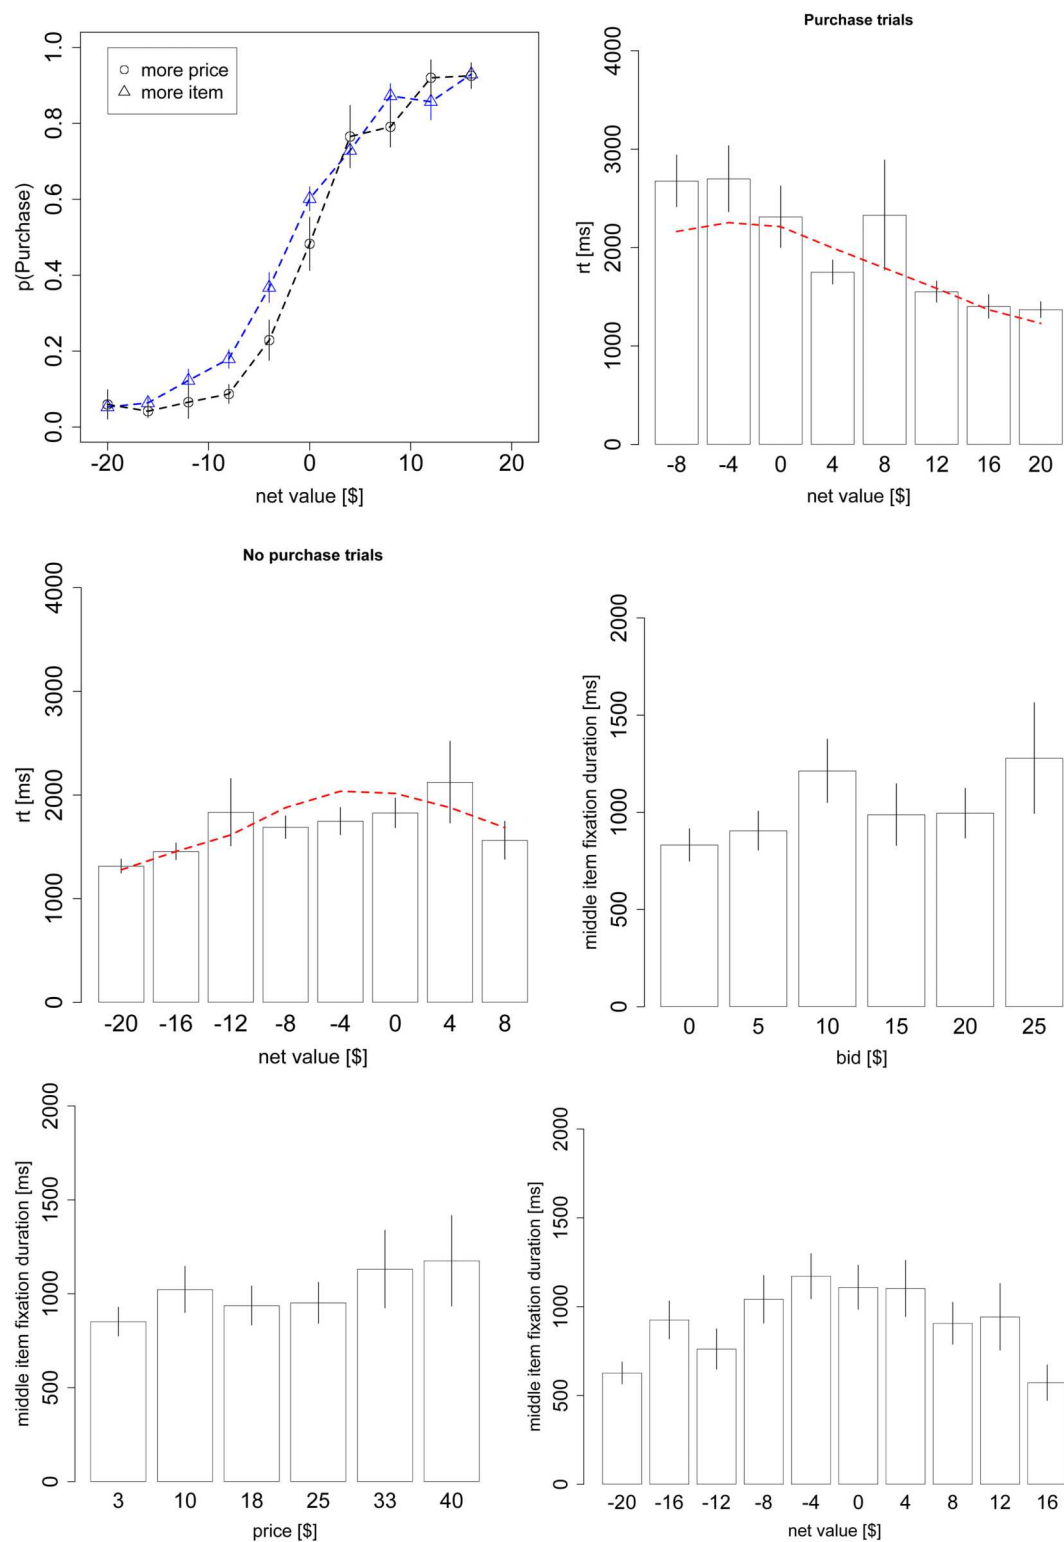 more price
more item
p(Purchase)
0.0 0.2 0.4 0.6 0.8 1.0
-20 -10 0 10 20
net value [$]
Purchase trials
rt [ms]
0 1000 2000 3000 4000
-8 -4 0 4 8 12 16 20
net value [$]
No purchase trials
rt [ms]
0 1000 2000 3000 4000
-20 -16 -12 -8 -4 0 4 8
net value [$]
middle item fixation duration [ms]
0 500 1000 1500 2000
0 5 10 15 20 25
bid [$]
middle item fixation duration [ms]
0 500 1000 1500 2000
3 10 18 25 33 40
price [$]
middle item fixation duration [ms]
0 500 1000 1500 2000
-20 -16 -12 -8 -4 0 4 8 12 16
net value [$]